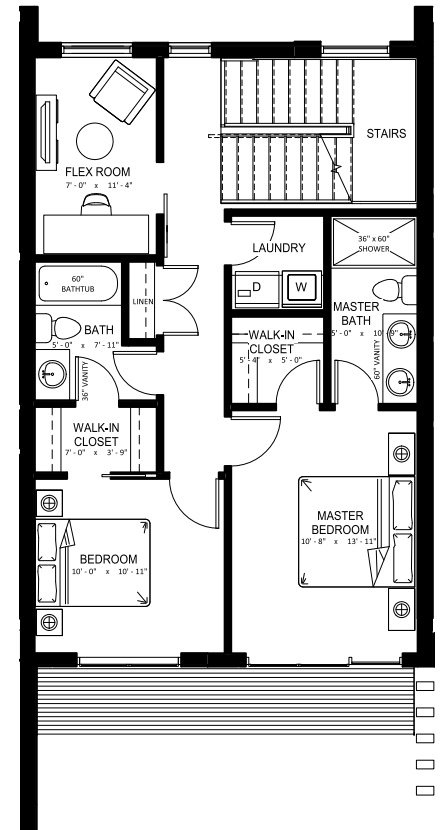 STAIRS
FLEX ROOM
7' - 0" x 11' - 4"
LAUNDRY
36" x 60"
SHOWER
D
W
60"
BATHTUB
LINEN
MASTER
BATH
5' - 0" x 10' - 9"
60" VANITY
BATH
5' - 0" x 7' - 11"
36" VANITY
WALK-IN
CLOSET
5' - 4" x 5' - 0"
WALK-IN
CLOSET
7' - 0" x 3' - 9"
MASTER
BEDROOM
10' - 8" x 13' - 11"
BEDROOM
10' - 0" x 10' - 11"